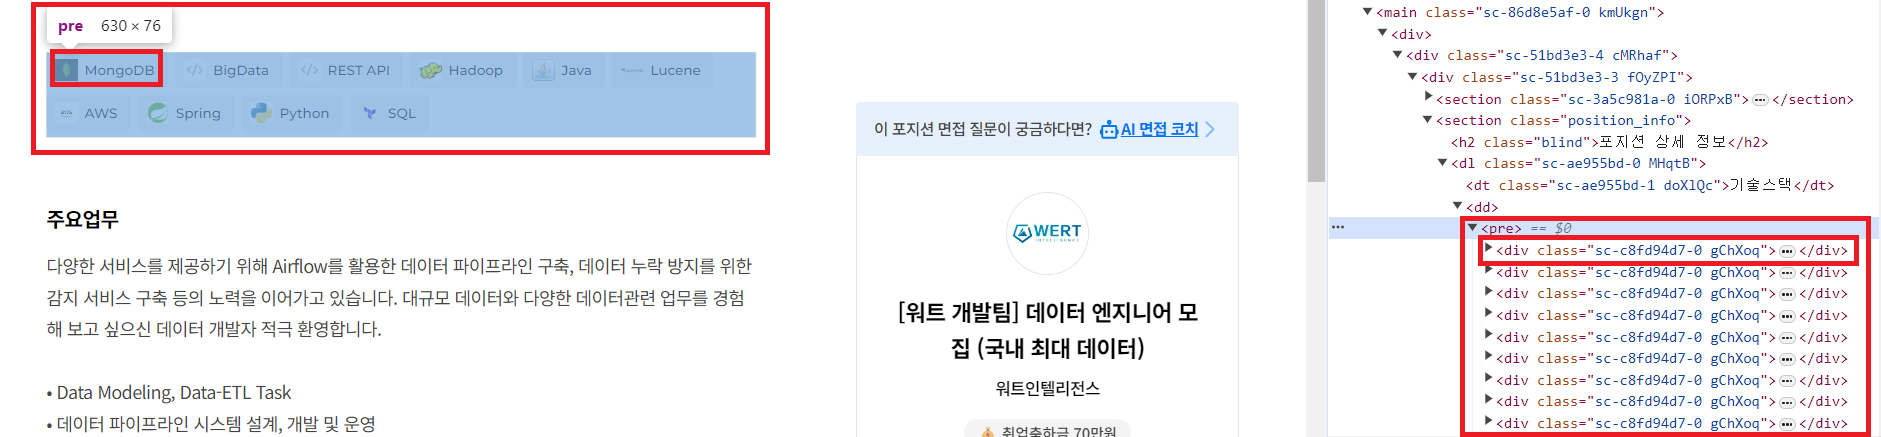 pre 630 × 76
MongoDB BigData REST API Hadoop Java Lucene
AWS Spring Python SQL
주요업무
다양한 서비스를 제공하기 위해 Airflow를 활용한 데이터 파이프라인 구축, 데이터 누락 방지를 위한
감지 서비스 구축 등의 노력을 이어가고 있습니다. 대규모 데이터와 다양한 데이터관련 업무를 경험
해 보고 싶으신 데이터 개발자 적극 환영합니다.
• Data Modeling, Data-ETL Task
• 데이터 파이프라인 시스템 설계, 개발 및 운영
이 포지션 면접 질문이 궁금하다면? AI 면접 코치
WERT
INTELLIGENCE
[워트 개발팀] 데이터 엔지니어 모
집 (국내 최대 데이터)
워트인텔리전스
취업축하금 70만원
<main class="sc-86d8e5af-0 kmUkgn">
<div>
<div class="sc-51bd3e3-4 cMRhaf">
<div class="sc-51bd3e3-3 fOyZPI">
<section class="sc-3a5c981a-0 iORPxB">…</section>
<section class="position_info">
<h2 class="blind">포지션 상세 정보</h2>
<dl class="sc-ae955bd-0 MHqtB">
<dt class="sc-ae955bd-1 doXlQc">기술스택</dt>
<dd>
… <pre> == $0
<div class="sc-c8fd94d7-0 gChXoq">…</div>
<div class="sc-c8fd94d7-0 gChXoq">…</div>
<div class="sc-c8fd94d7-0 gChXoq">…</div>
<div class="sc-c8fd94d7-0 gChXoq">…</div>
<div class="sc-c8fd94d7-0 gChXoq">…</div>
<div class="sc-c8fd94d7-0 gChXoq">…</div>
<div class="sc-c8fd94d7-0 gChXoq">…</div>
<div class="sc-c8fd94d7-0 gChXoq">…</div>
<div class="sc-c8fd94d7-0 gChXoq">…</div>